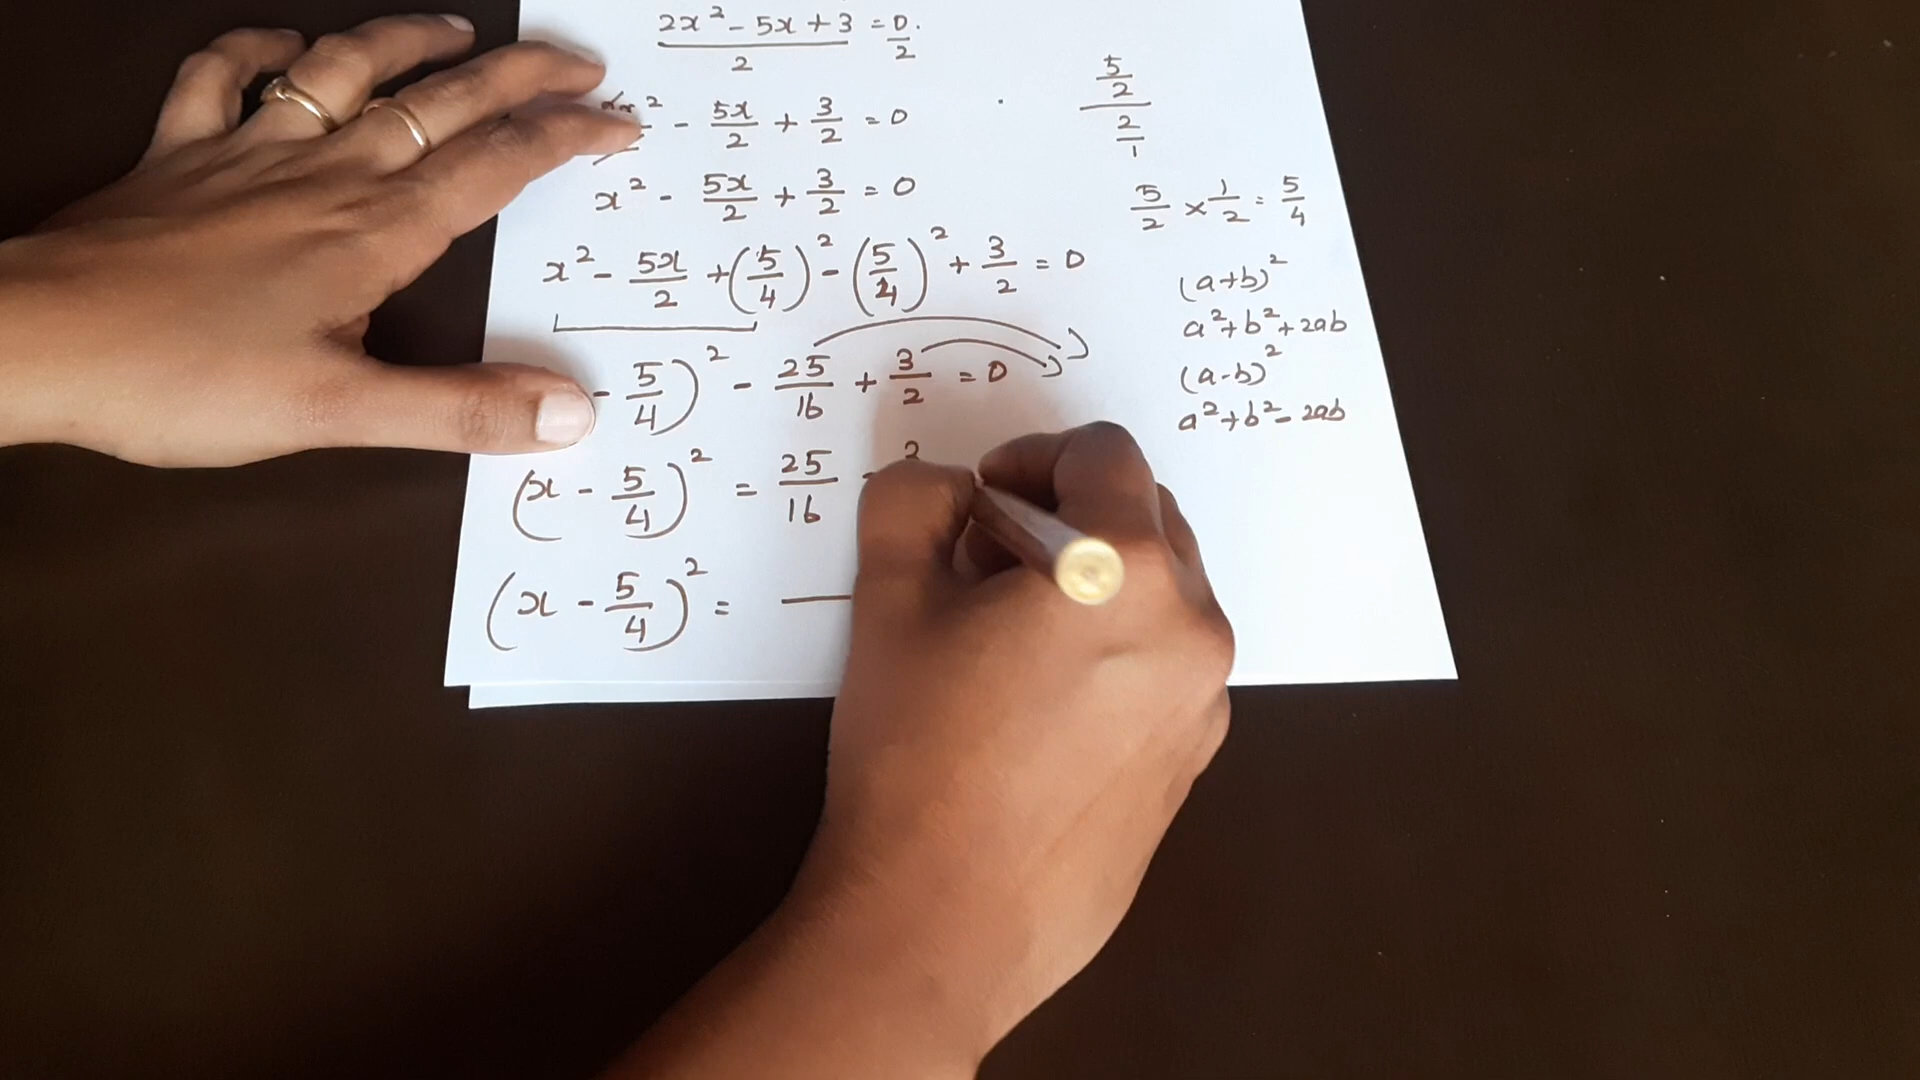 2x² - 5x + 3 = 0.
2 2
² - 5x/2 + 3/2 = 0
x² - 5x/2 + 3/2 = 0
x² - 5x/2 + (5/4)² - (5/4)² + 3/2 = 0
- 5/4)² - 25/16 + 3/2 = 0
(x - 5/4)² = 25/16
(x - 5/4)² =
5/2
2/1
5/2 × 1/2 = 5/4
(a+b)²
a²+b²+2ab
(a-b)²
a²+b²-2ab